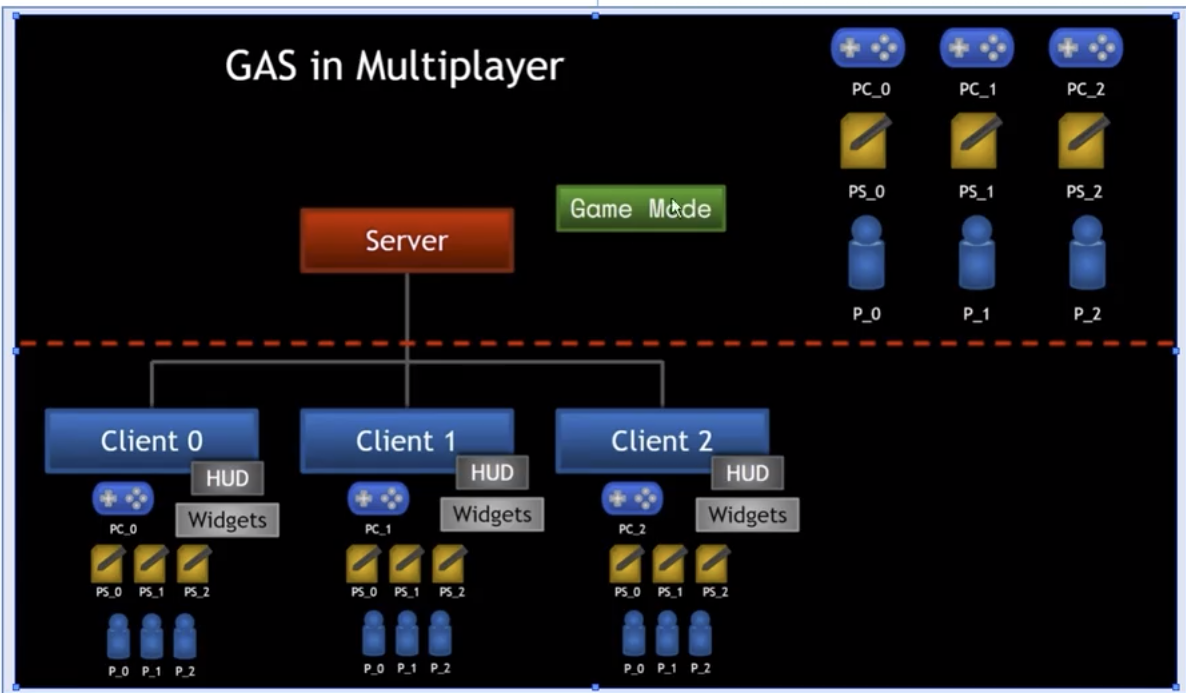 GAS in Multiplayer
PC_0 PC_1 PC_2
PS_0 PS_1 PS_2
P_0 P_1 P_2
Game Mode
Server
Client 0
HUD
Widgets
PC_0
PS_0 PS_1 PS_2
P_0 P_1 P_2
Client 1
HUD
Widgets
PC_1
PS_0 PS_1 PS_2
P_0 P_1 P_2
Client 2
HUD
Widgets
PC_2
PS_0 PS_1 PS_2
P_0 P_1 P_2